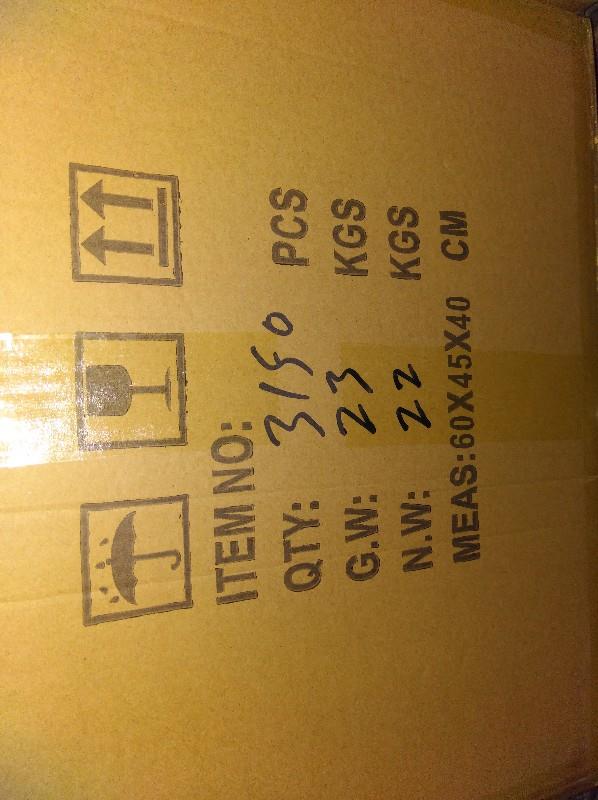 ITEM NO:
QTY: 3150 PCS
G.W: 23 KGS
N.W: 22 KGS
MEAS:60X45X40 CM